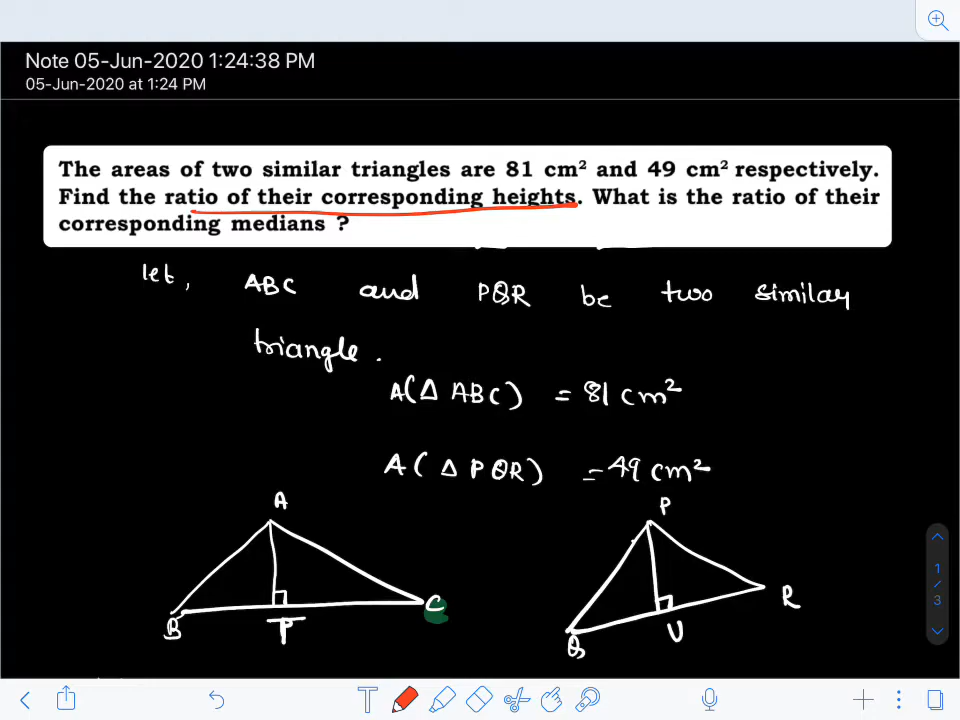 Note 05-Jun-2020 1:24:38 PM
05-Jun-2020 at 1:24 PM
The areas of two similar triangles are 81 cm² and 49 cm² respectively.
Find the ratio of their corresponding heights. What is the ratio of their
corresponding medians ?
let, ABC and PQR be two similar
triangle.
A(Δ ABC) = 81 cm²
A(Δ PQR) = 49 cm²
A P
B C
Q R
U
T
1
/
3